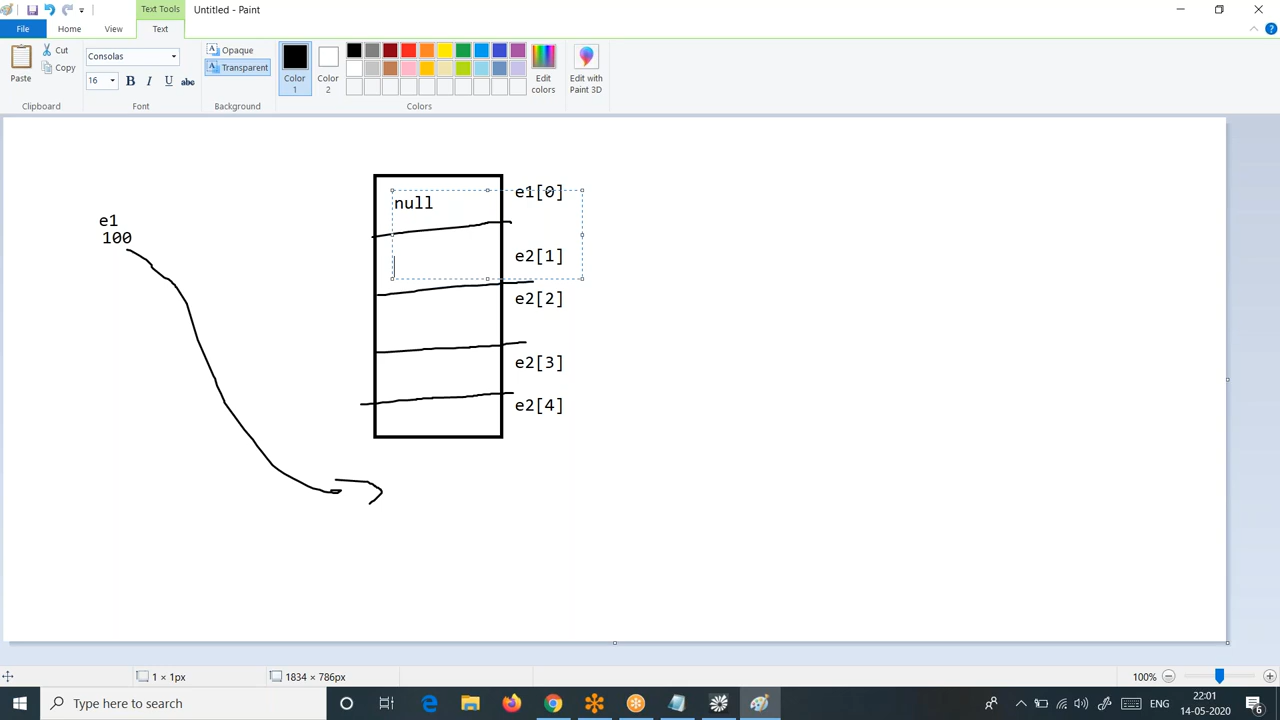 Text Tools
Untitled - Paint
File
Home
View
Text
Paste
Cut
Copy
Clipboard
Consolas
16
B I U abc
Font
Opaque
Transparent
Background
Color 1
Color 2
Colors
Edit colors
Edit with Paint 3D
e1
100
null
e1[0]
e2[1]
e2[2]
e2[3]
e2[4]
1 × 1px
1834 × 786px
100%
Type here to search
ENG
22:01
14-05-2020
6